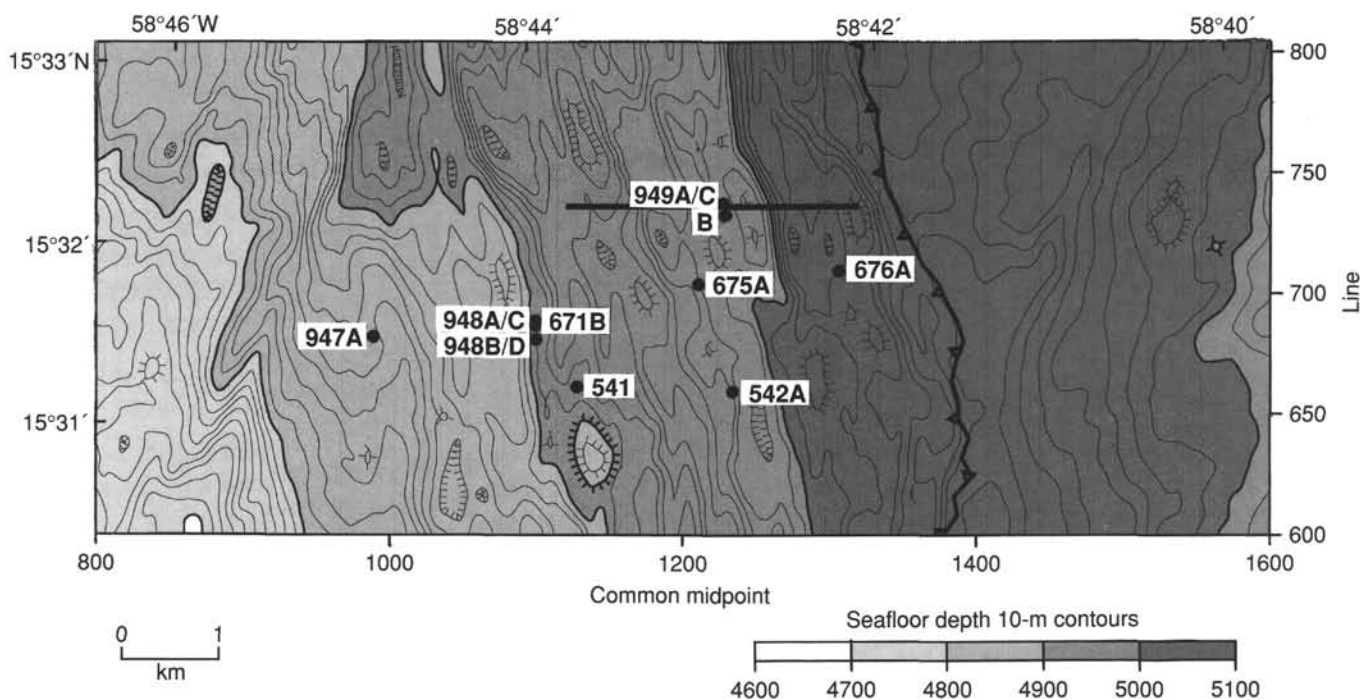 58°46´W 58°44´ 58°42´ 58°40´
15°33´N
15°32´
15°31´
800
750
700
650
600
Line
949A/C
B
676A
675A
948A/C 671B
947A
948B/D
541
542A
800 1000 1200 1400 1600
Common midpoint
0 1
km
Seafloor depth 10-m contours
4600 4700 4800 4900 5000 5100